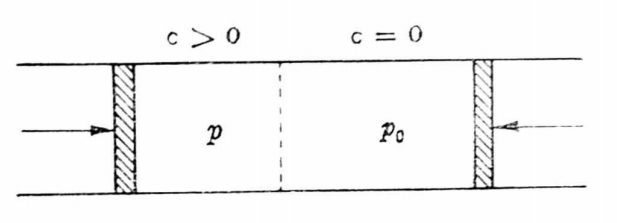 c > 0 c = 0
p p₀